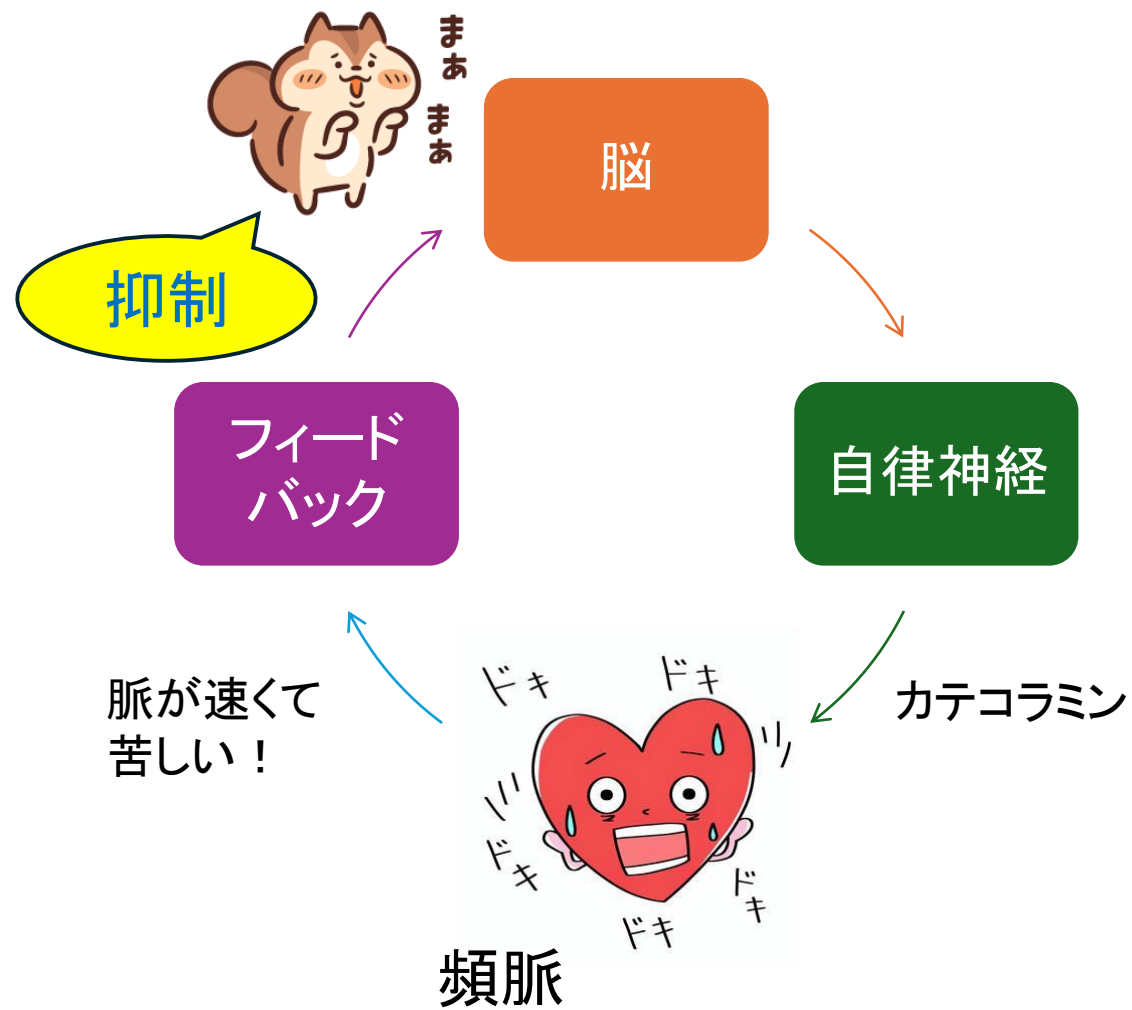 まぁ
まぁ
脳
抑制
フィード
バック
自律神経
脈が速くて
苦しい！
カテコラミン
ドキ
ドキ
ドキ
ドキ
ドキ
頻脈